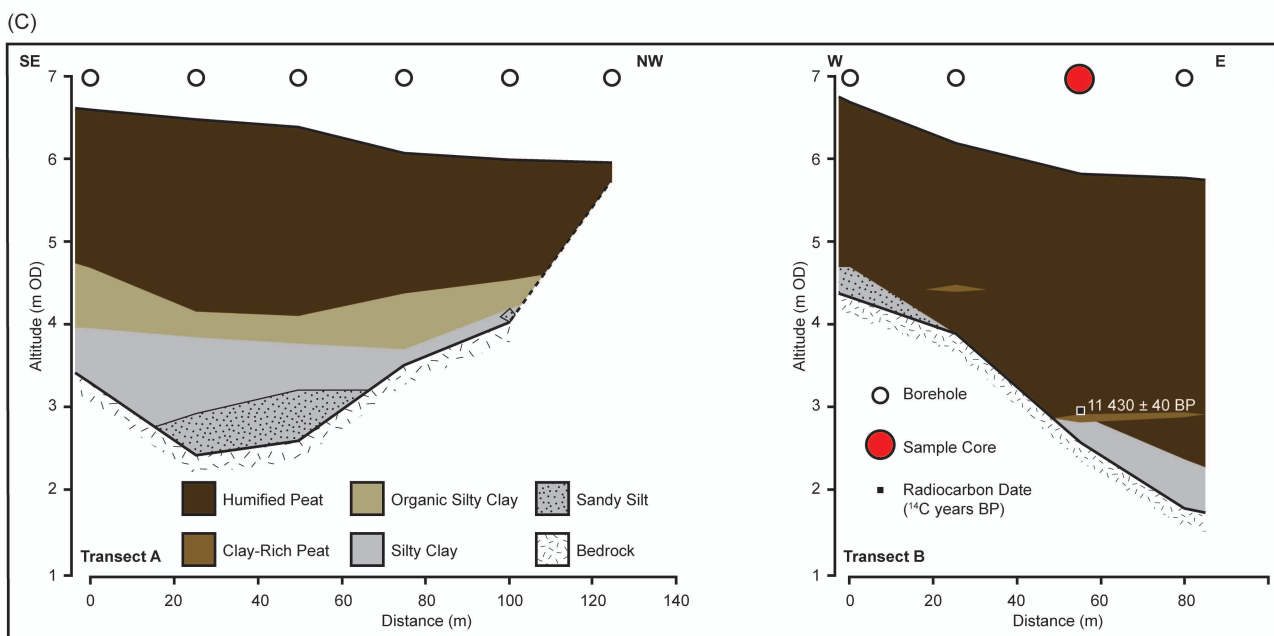 (C)
SE
NW
7
6
5
4
3
2
1
Altitude (m OD)
Humified Peat
Organic Silty Clay
Sandy Silt
Clay-Rich Peat
Silty Clay
Bedrock
Transect A
0 20 40 60 80 100 120 140
Distance (m)
W
E
7
6
5
4
3
2
1
Altitude (m OD)
11 430 ± 40 BP
Borehole
Sample Core
Radiocarbon Date
(¹⁴C years BP)
Transect B
0 20 40 60 80
Distance (m)